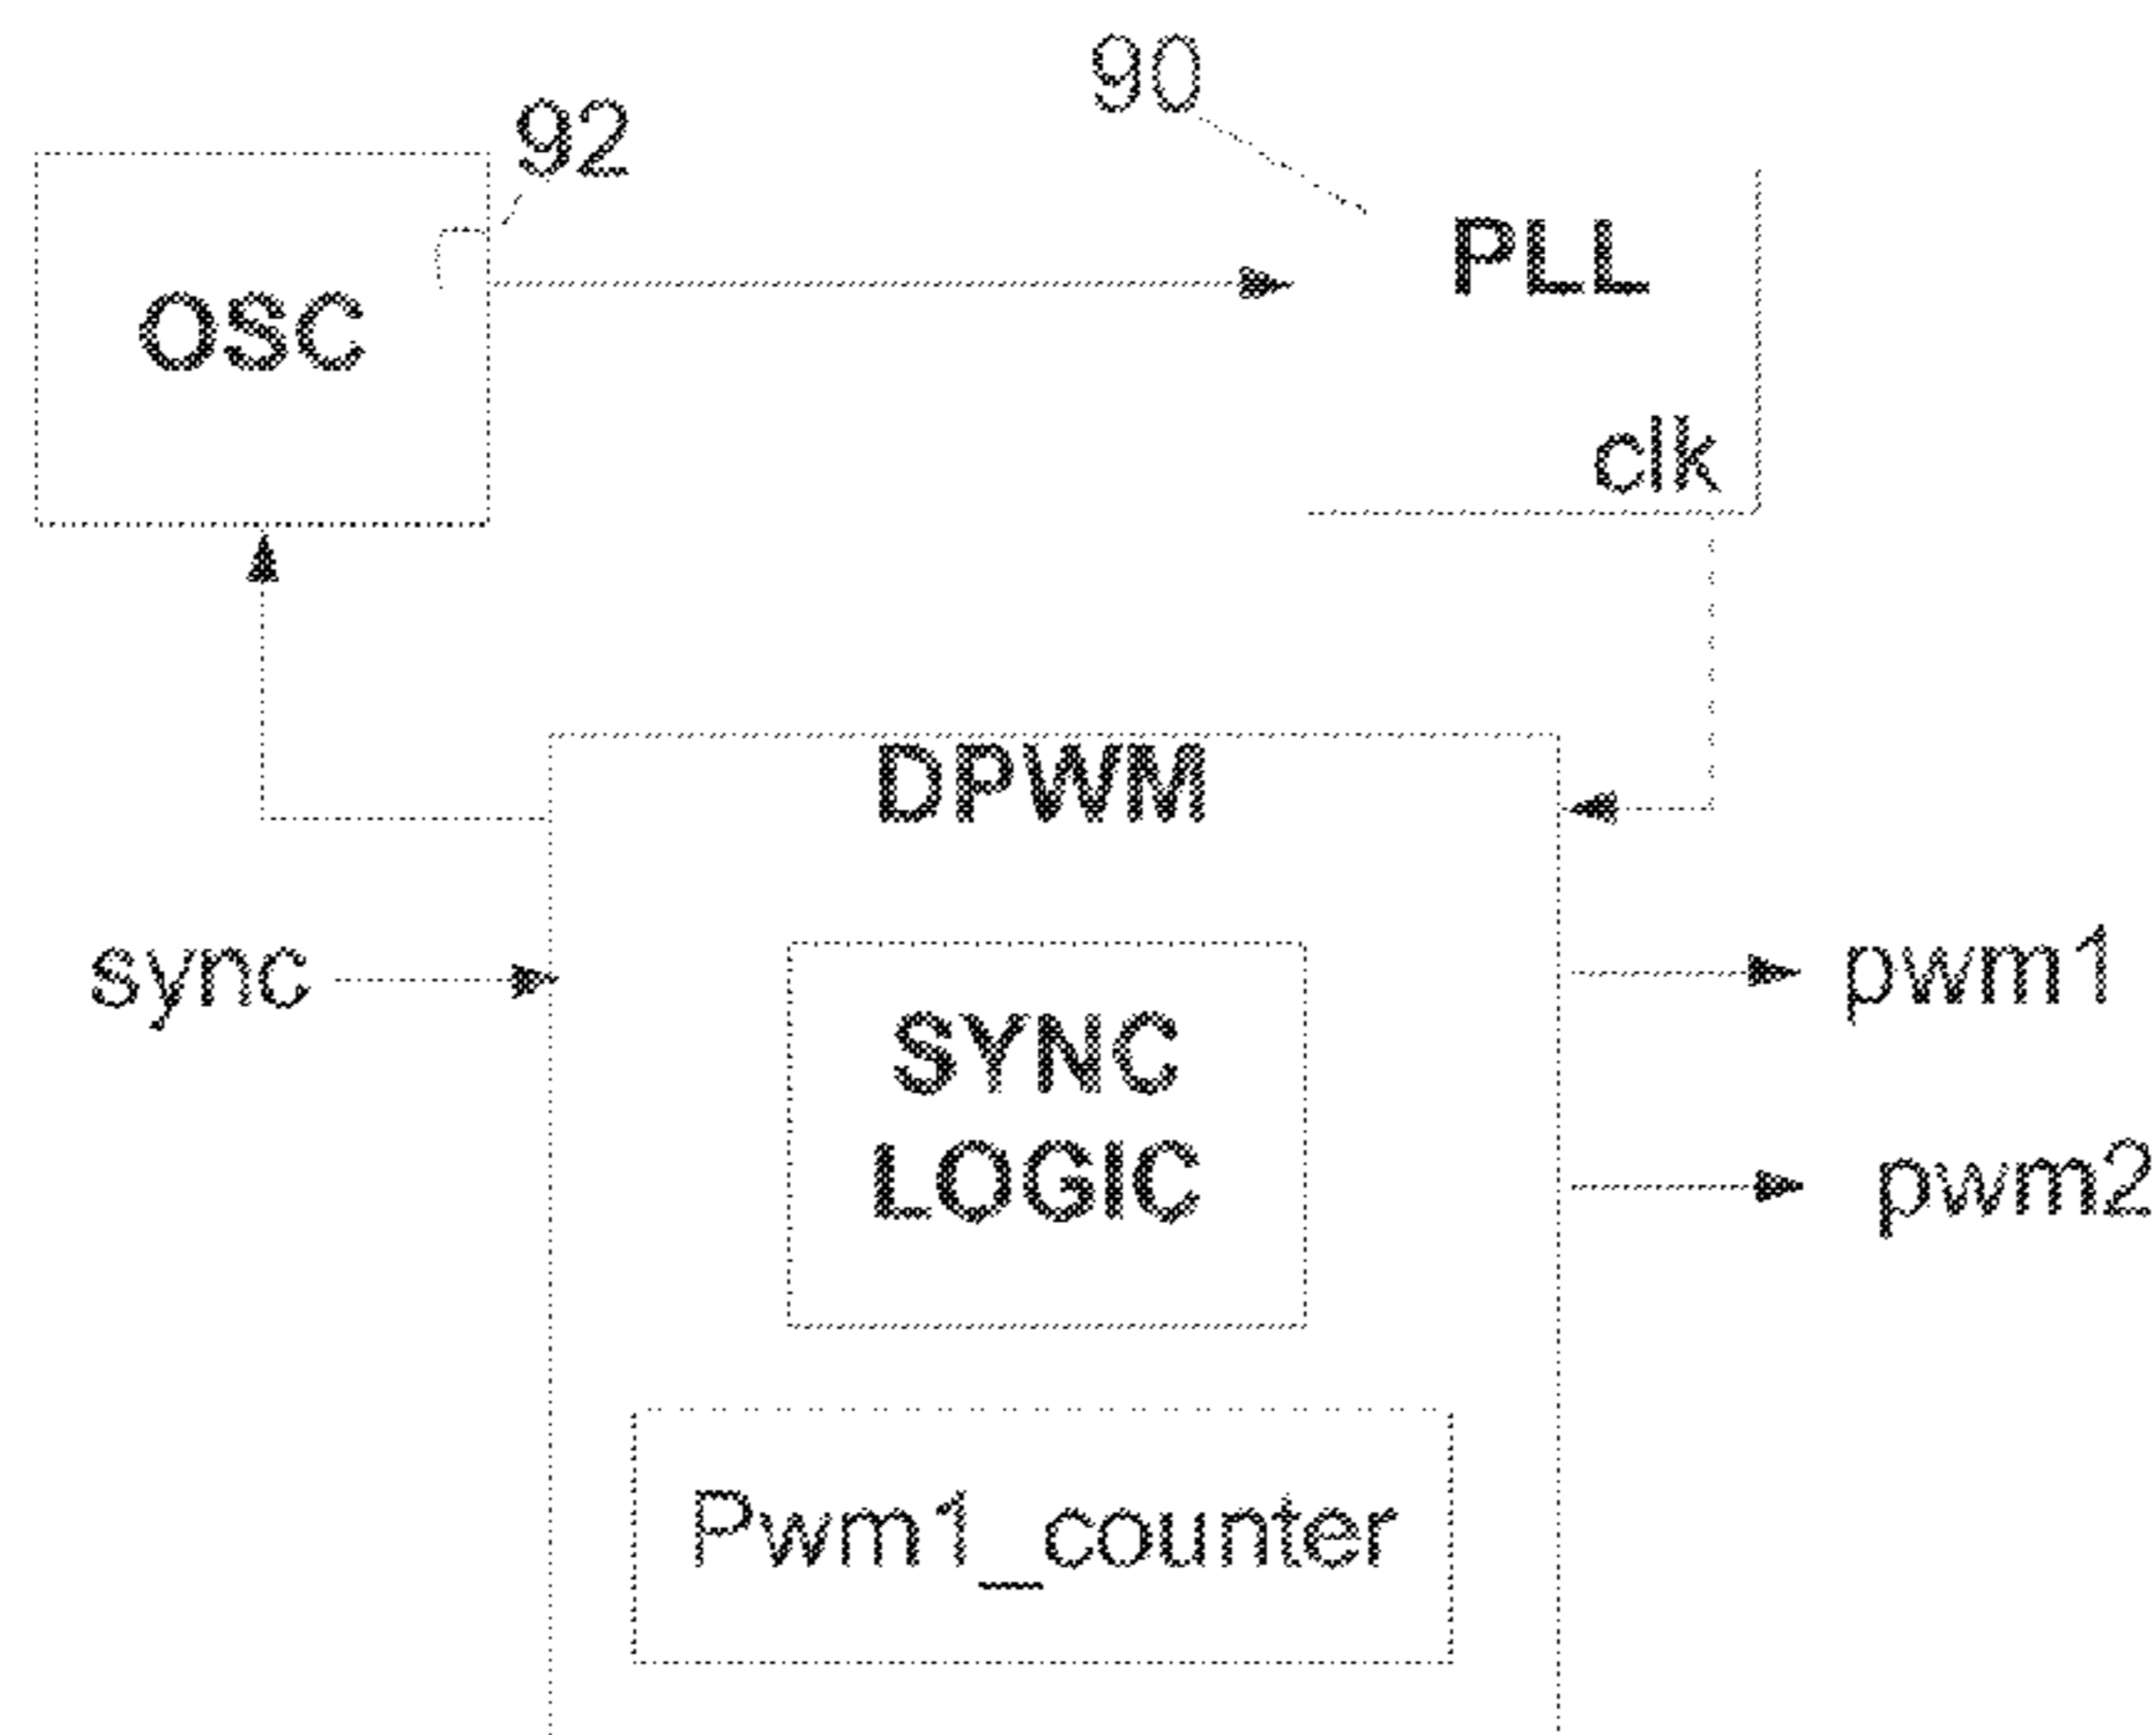 90
92
PLL
OSC
clk
DPWM
sync
pwm1
SYNC
LOGIC
pwm2
Pwm1_counter